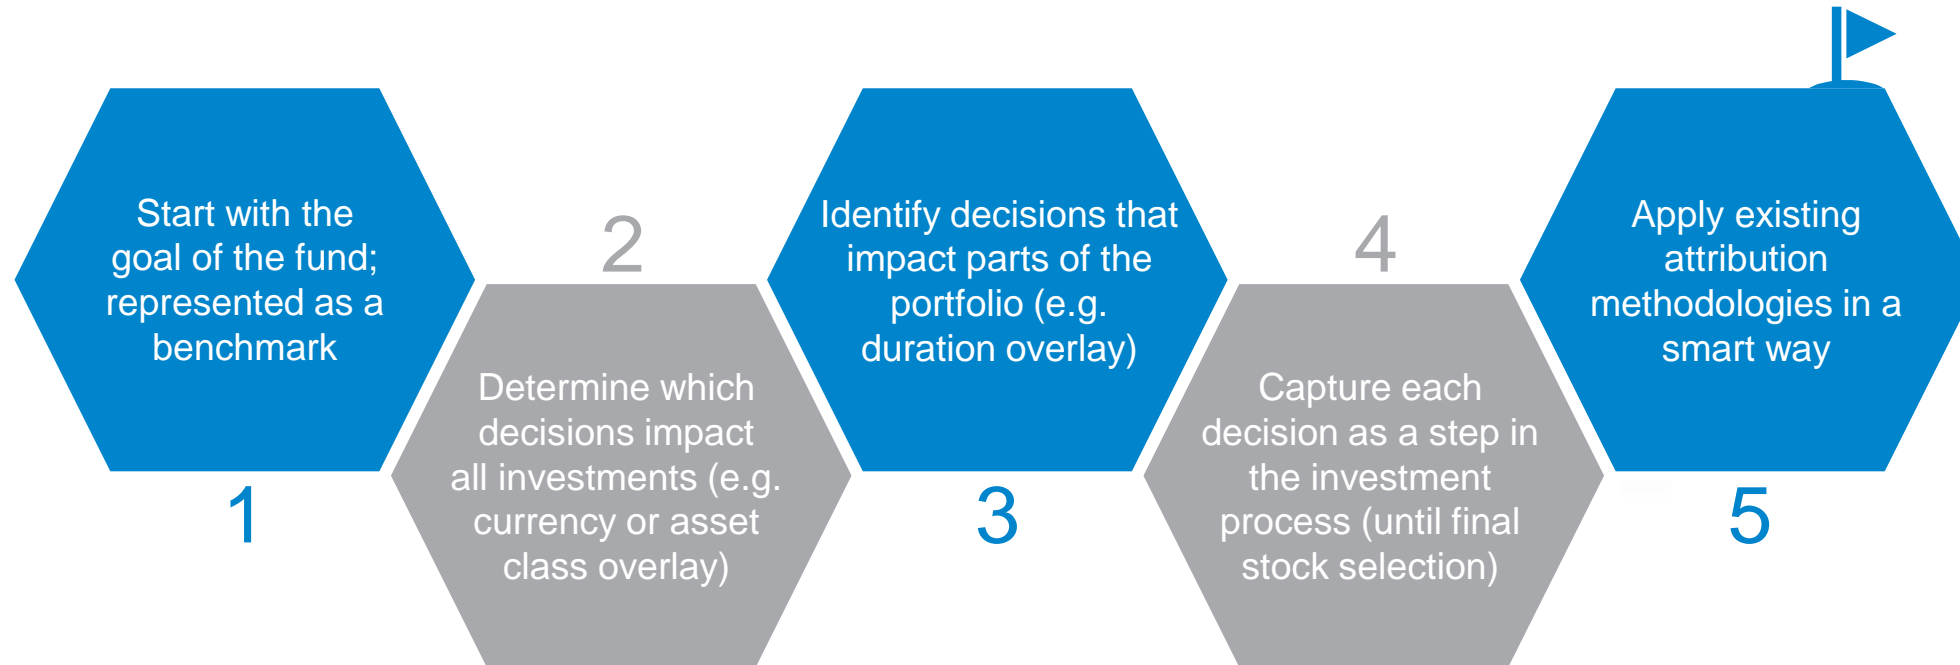 Start with the
goal of the fund;
represented as a
benchmark
1
2
Determine which
decisions impact
all investments (e.g.
currency or asset
class overlay)
Identify decisions that
impact parts of the
portfolio (e.g.
duration overlay)
3
4
Capture each
decision as a step in
the investment
process (until final
stock selection)
Apply existing
attribution
methodologies in a
smart way
5